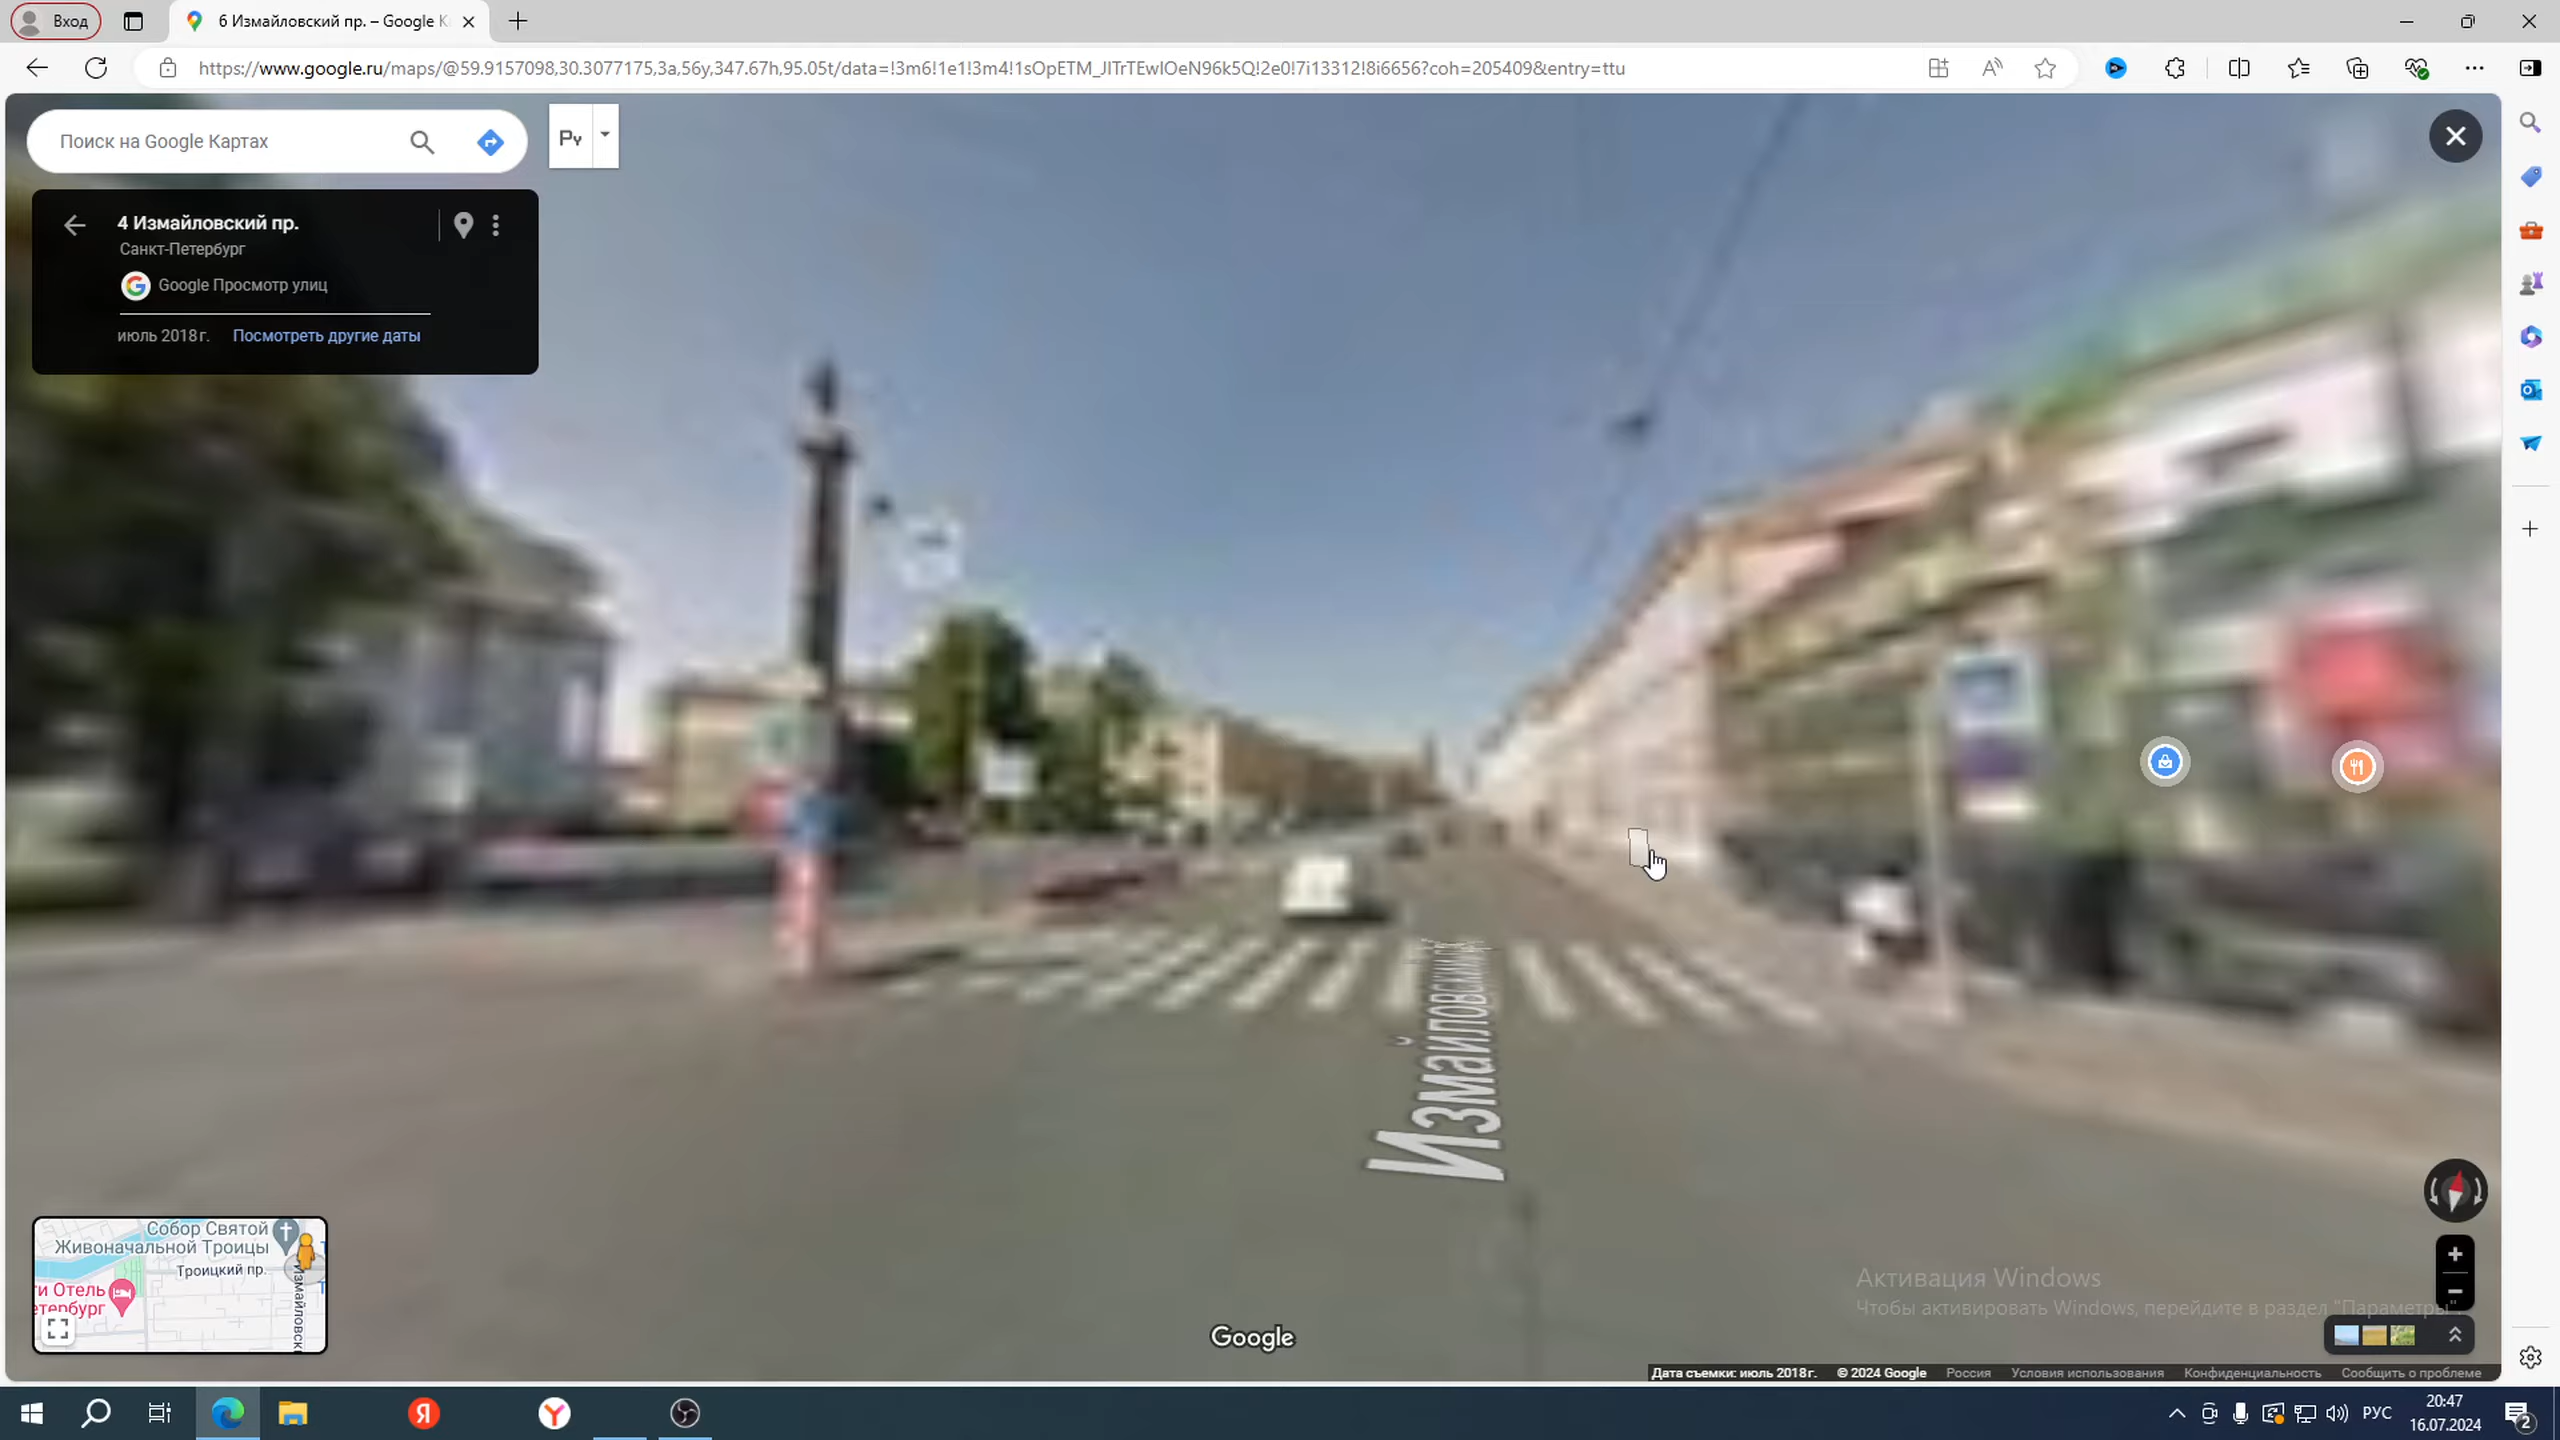 Вход
6 Измайловский пр. – Google К
https://www.google.ru/maps/@59.9157098,30.3077175,3a,56y,347.67h,95.05t/data=!3m6!1e1!3m4!1sOpETM_JITrTEwIOeN96k5Q!2e0!7i13312!8i6656?coh=205409&entry=ttu
Поиск на Google Картах
Ру
4 Измайловский пр.
Санкт-Петербург
Google Просмотр улиц
июль 2018 г. Посмотреть другие даты
Измайловский
Собор Святой
Живоначальной Троицы
Троицкий пр.
ти Отель
етербург
Измайловск
Google
Активация Windows
Чтобы активировать Windows, перейдите в раздел "Параметры".
Дата съемки: июль 2018 г. © 2024 Google Россия Условия использования Конфиденциальность Сообщить о проблеме
РУС
20:47
16.07.2024
2